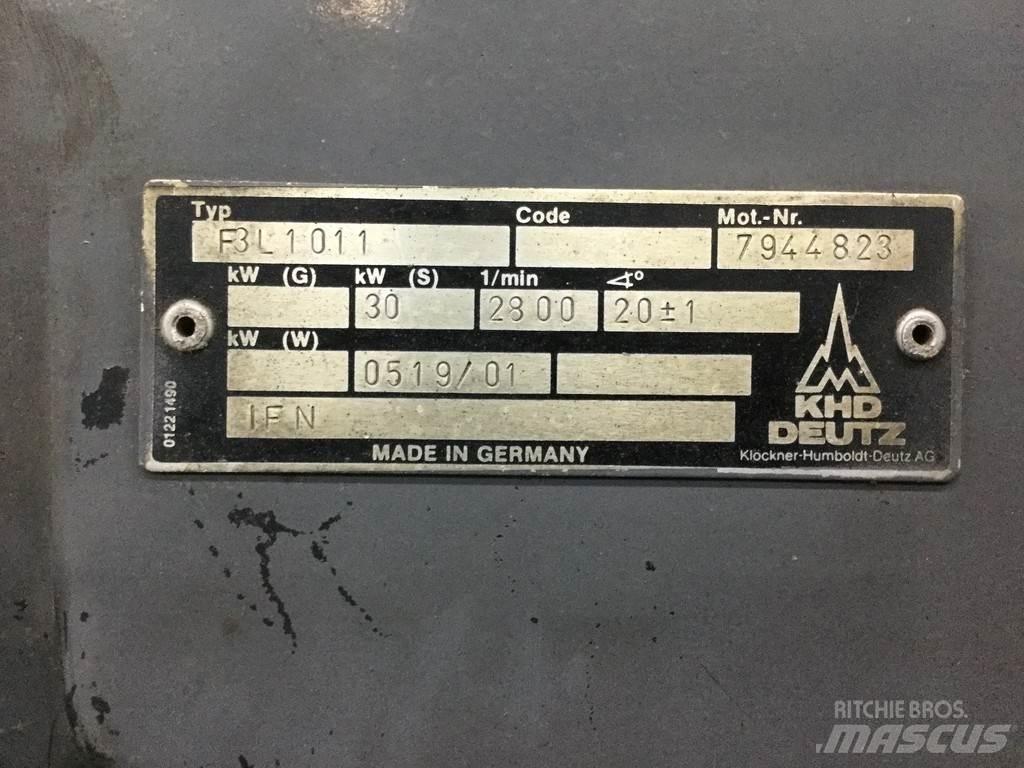 Typ Code Mot.-Nr.
F3L1011 7944823
kW (G) kW (S) 1/min ∢°
30 2800 20±1
kW (W)
0519/01
IFN
01221490
MADE IN GERMANY
KHD
DEUTZ
Klöckner-Humboldt-Deutz AG
RITCHIE BROS.
MASCUS